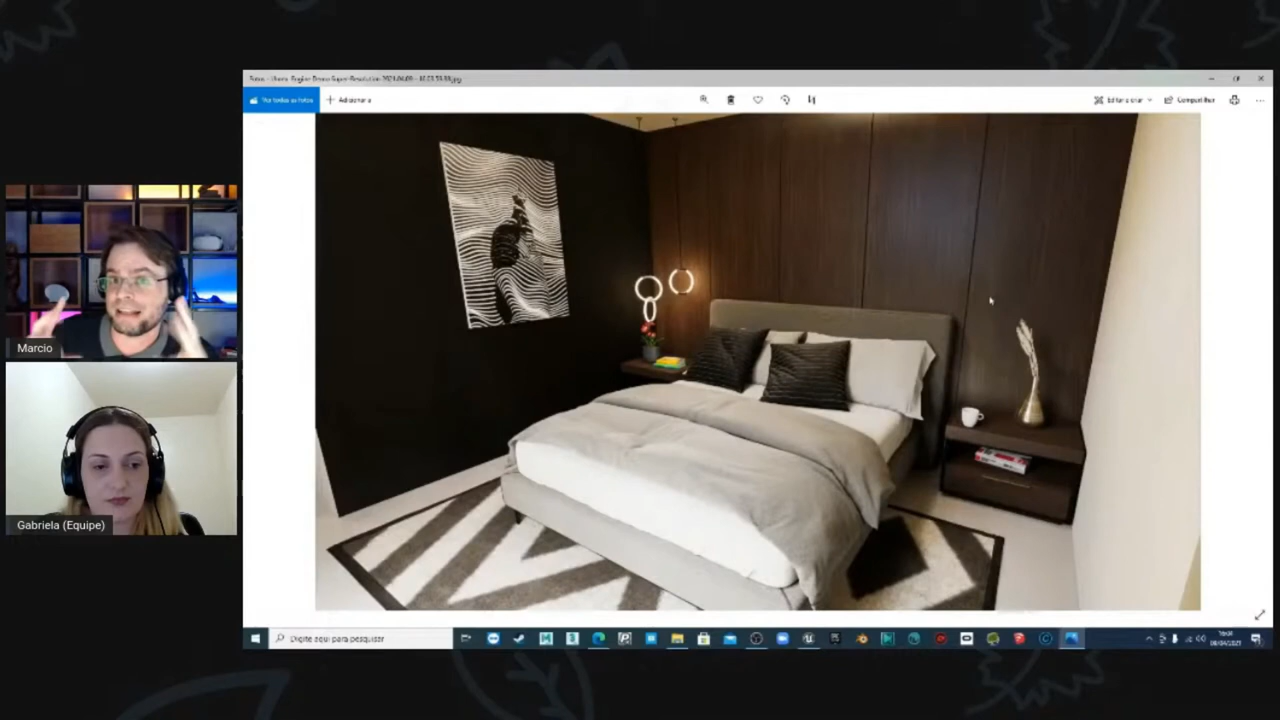 Ver todas as fotos
Adicionar a
Editar e criar
Compartilhar
Marcio
Gabriela (Equipe)
Digite aqui para pesquisar